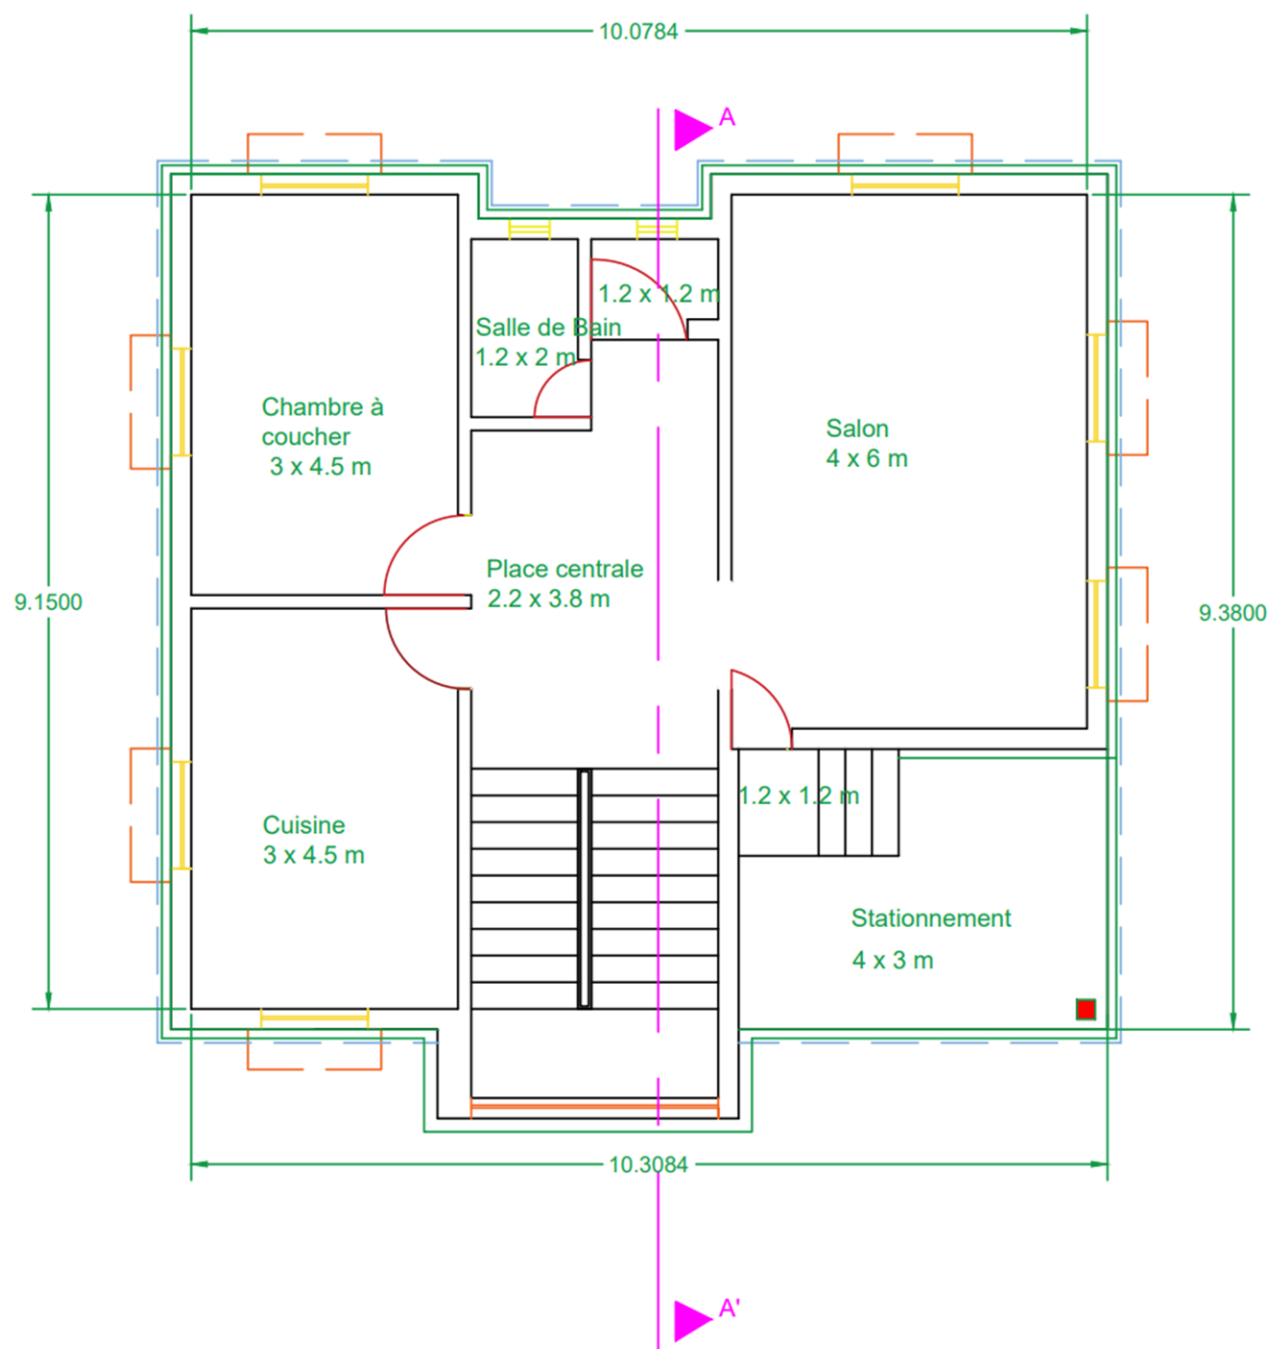 10.0784
A
1.2 x 1.2 m
Salle de Bain
1.2 x 2 m
Chambre à
coucher
3 x 4.5 m
Salon
4 x 6 m
Place centrale
2.2 x 3.8 m
9.1500
9.3800
1.2 x 1.2 m
Cuisine
3 x 4.5 m
Stationnement
4 x 3 m
10.3084
A'